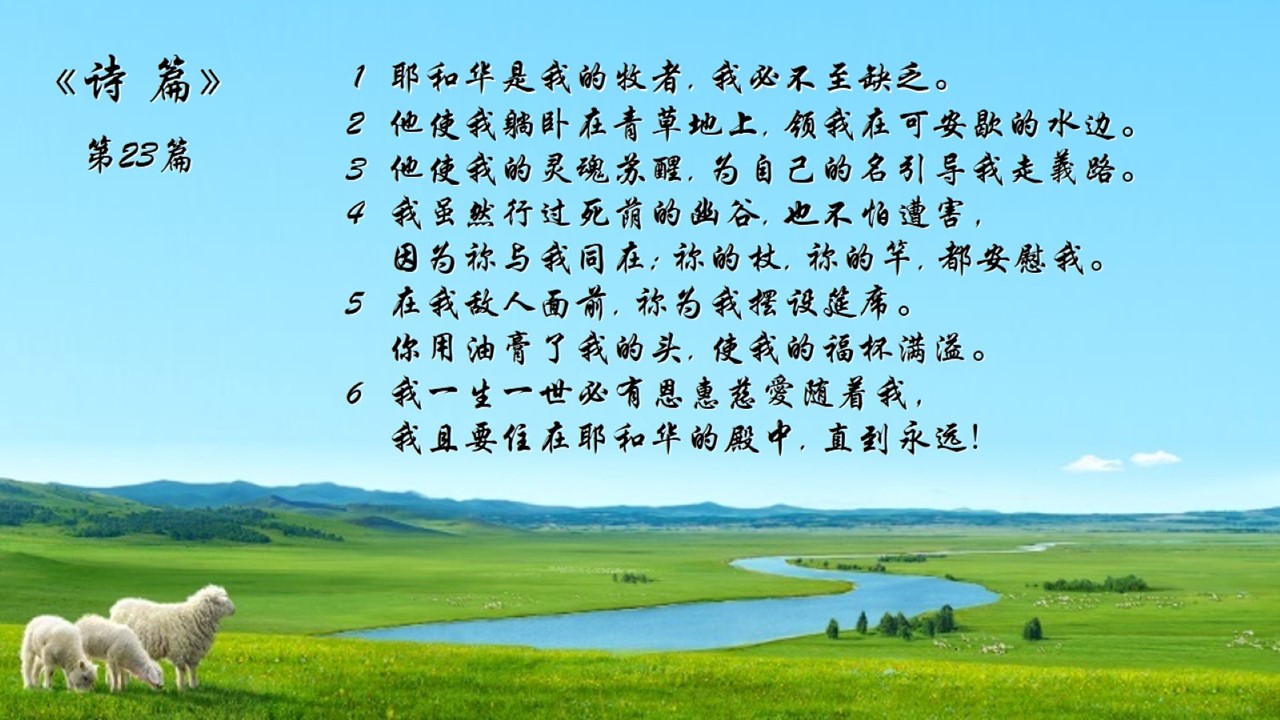 《诗 篇》
第23篇
1 耶和华是我的牧者，我必不至缺乏。
2 他使我躺卧在青草地上，领我在可安歇的水边。
3 他使我的灵魂苏醒，为自己的名引导我走義路。
4 我虽然行过死荫的幽谷，也不怕遭害，
因为祢与我同在；祢的杖，祢的竿，都安慰我。
5 在我敌人面前，祢为我摆设筵席。
你用油膏了我的头，使我的福杯满溢。
6 我一生一世必有恩惠慈愛随着我，
我且要住在耶和华的殿中，直到永远！